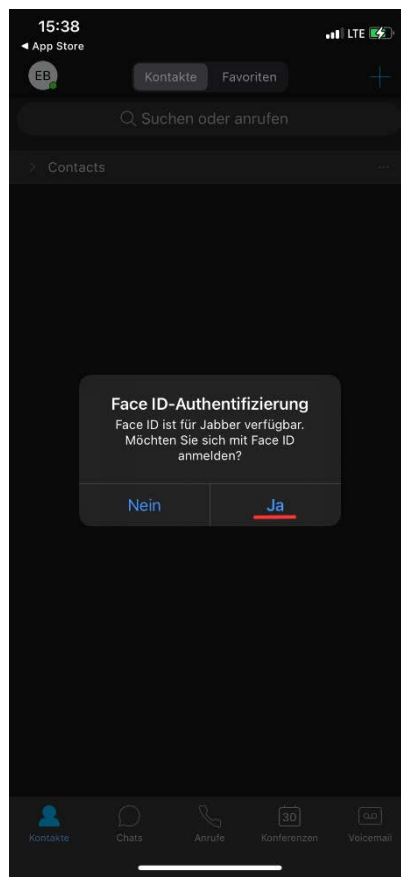 15:38
LTE
◄ App Store
EB
Kontakte
Favoriten
Suchen oder anrufen
Contacts
Face ID-Authentifizierung
Face ID ist für Jabber verfügbar.
Möchten Sie sich mit Face ID
anmelden?
Nein
Ja
30
Kontakte
Chats
Anrufe
Konferenzen
Voicemail